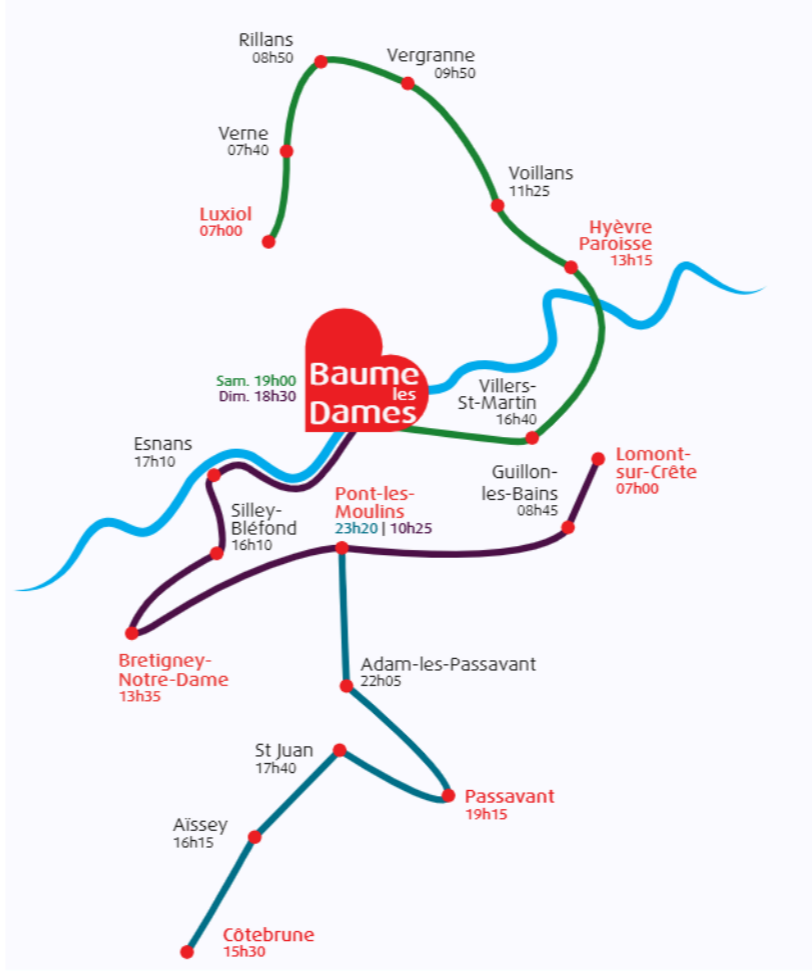 Rillans
08h50
Vergranne
09h50
Verne
07h40
Voillans
11h25
Luxiol
07h00
Hyèvre
Paroisse
13h15
Baume
les
Dames
Sam. 19h00
Dim. 18h30
Villers-
St-Martin
16h40
Esnans
17h10
Lomont-
sur-Crête
07h00
Guillon-
les-Bains
08h45
Pont-les-
Moulins
23h20 | 10h25
Silley-
Bléfond
16h10
Bretigney-
Notre-Dame
13h35
Adam-les-Passavant
22h05
St Juan
17h40
Passavant
19h15
Aïssey
16h15
Côtebrune
15h30